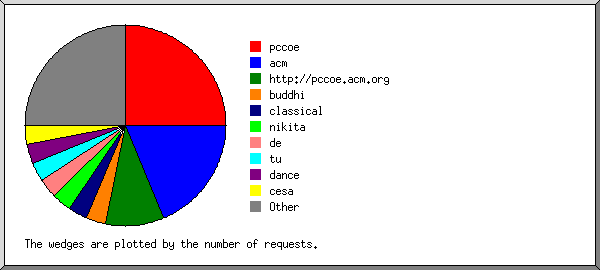 pccoe
acm
http://pccoe.acm.org
buddhi
classical
nikita
de
tu
dance
cesa
Other
The wedges are plotted by the number of requests.